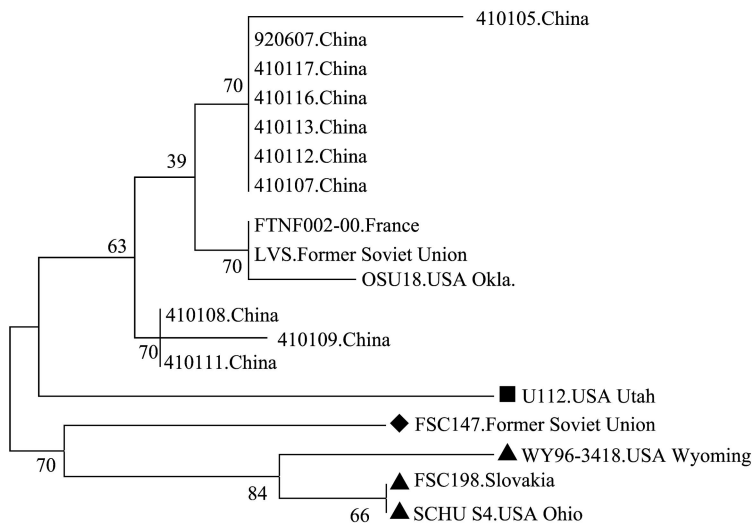 410105.China
920607.China
410117.China
70
410116.China
410113.China
410112.China
39
410107.China
FTNF002-00.France
63
LVS.Former Soviet Union
70
OSU18.USA Okla.
410108.China
410109.China
70
410111.China
U112.USA Utah
FSC147.Former Soviet Union
WY96-3418.USA Wyoming
70
FSC198.Slovakia
84
SCHU S4.USA Ohio
66